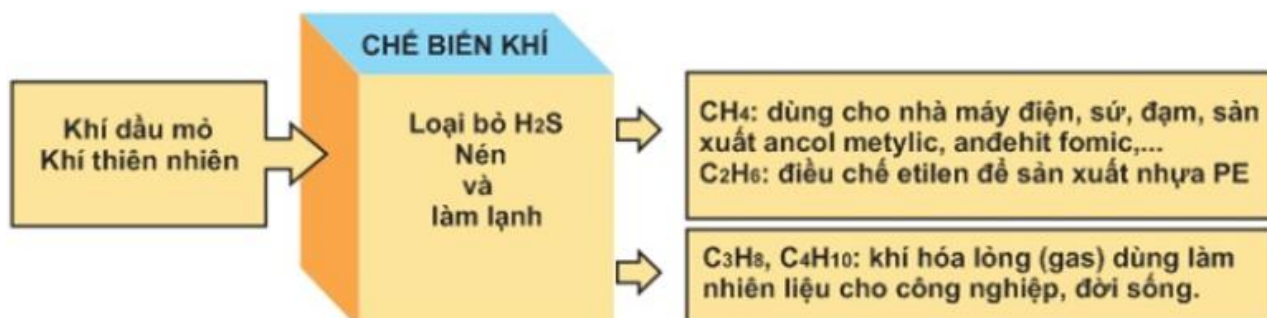 CHẾ BIẾN KHÍ
Khí dầu mỏ
Khí thiên nhiên
Loại bỏ H₂S
Nén
và
làm lạnh
CH₄: dùng cho nhà máy điện, sứ, đạm, sản
xuất ancol metylic, anđehit fomic,...
C₂H₆: điều chế etilen để sản xuất nhựa PE
C₃H₈, C₄H₁₀: khí hóa lỏng (gas) dùng làm
nhiên liệu cho công nghiệp, đời sống.